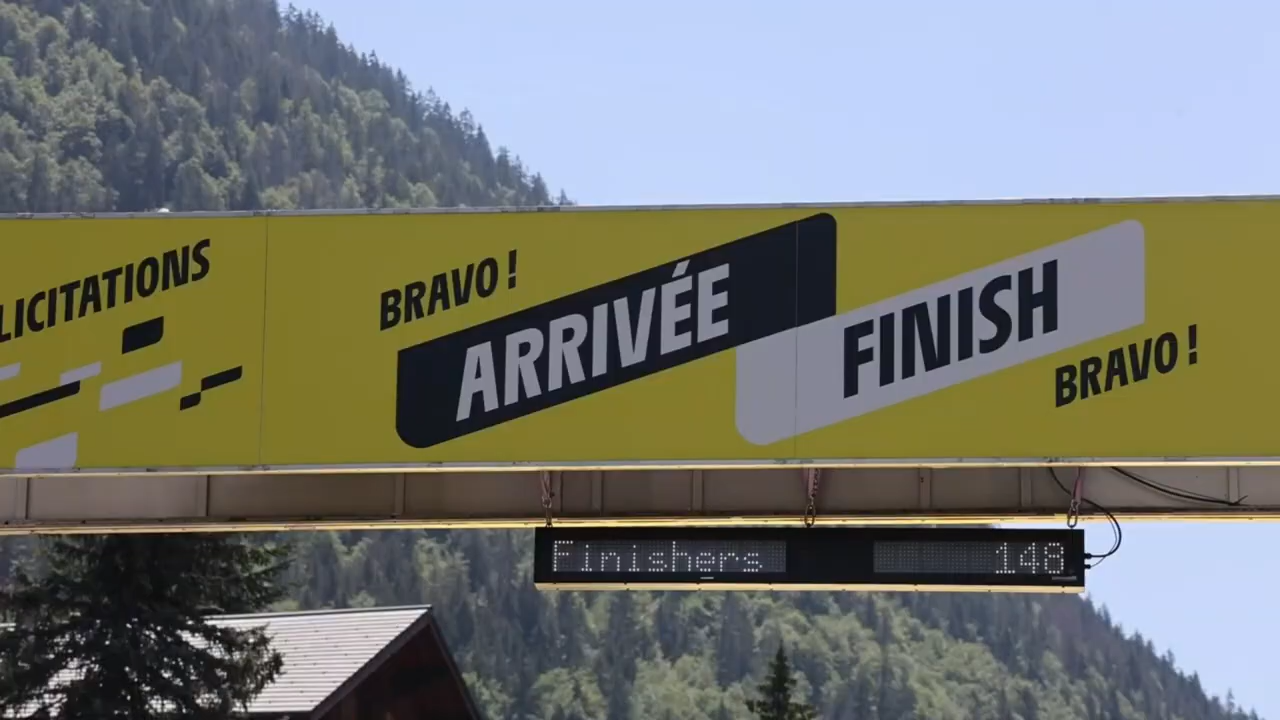 LICITATIONS
BRAVO !
ARRIVÉE
FINISH
BRAVO !
Finishers 148